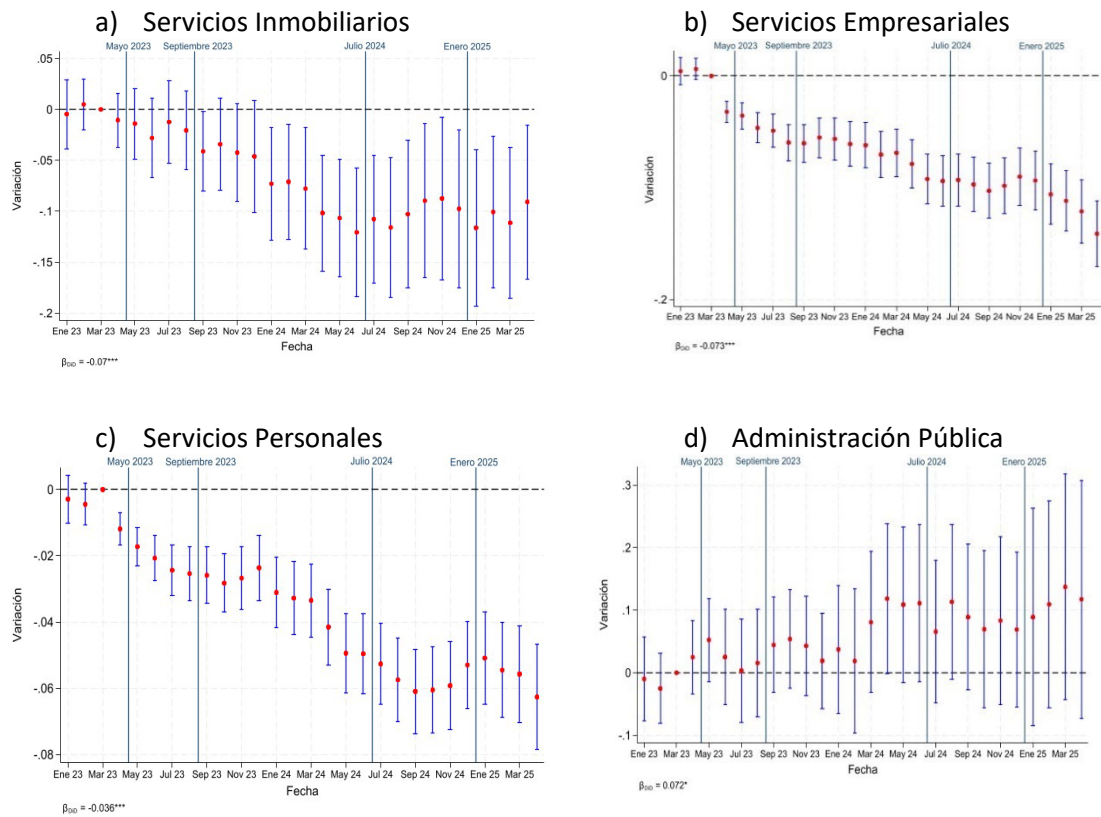 a) Servicios Inmobiliarios
Mayo 2023 Septiembre 2023 Julio 2024 Enero 2025
.05
0
-.05
-.1
-.15
-.2
Variación
Ene 23 Mar 23 May 23 Jul 23 Sep 23 Nov 23 Ene 24 Mar 24 May 24 Jul 24 Sep 24 Nov 24 Ene 25 Mar 25
Fecha
βDID = -0.07***
b) Servicios Empresariales
Mayo 2023 Septiembre 2023 Julio 2024 Enero 2025
0
-.2
Variación
Ene 23 Mar 23 May 23 Jul 23 Sep 23 Nov 23 Ene 24 Mar 24 May 24 Jul 24 Sep 24 Nov 24 Ene 25 Mar 25
Fecha
βDID = -0.073***
c) Servicios Personales
Mayo 2023 Septiembre 2023 Julio 2024 Enero 2025
0
-.02
-.04
-.06
-.08
Variación
Ene 23 Mar 23 May 23 Jul 23 Sep 23 Nov 23 Ene 24 Mar 24 May 24 Jul 24 Sep 24 Nov 24 Ene 25 Mar 25
Fecha
βDID = -0.036***
d) Administración Pública
Mayo 2023 Septiembre 2023 Julio 2024 Enero 2025
.3
.2
.1
0
-.1
Variación
Ene 23 Mar 23 May 23 Jul 23 Sep 23 Nov 23 Ene 24 Mar 24 May 24 Jul 24 Sep 24 Nov 24 Ene 25 Mar 25
Fecha
βDID = 0.072*